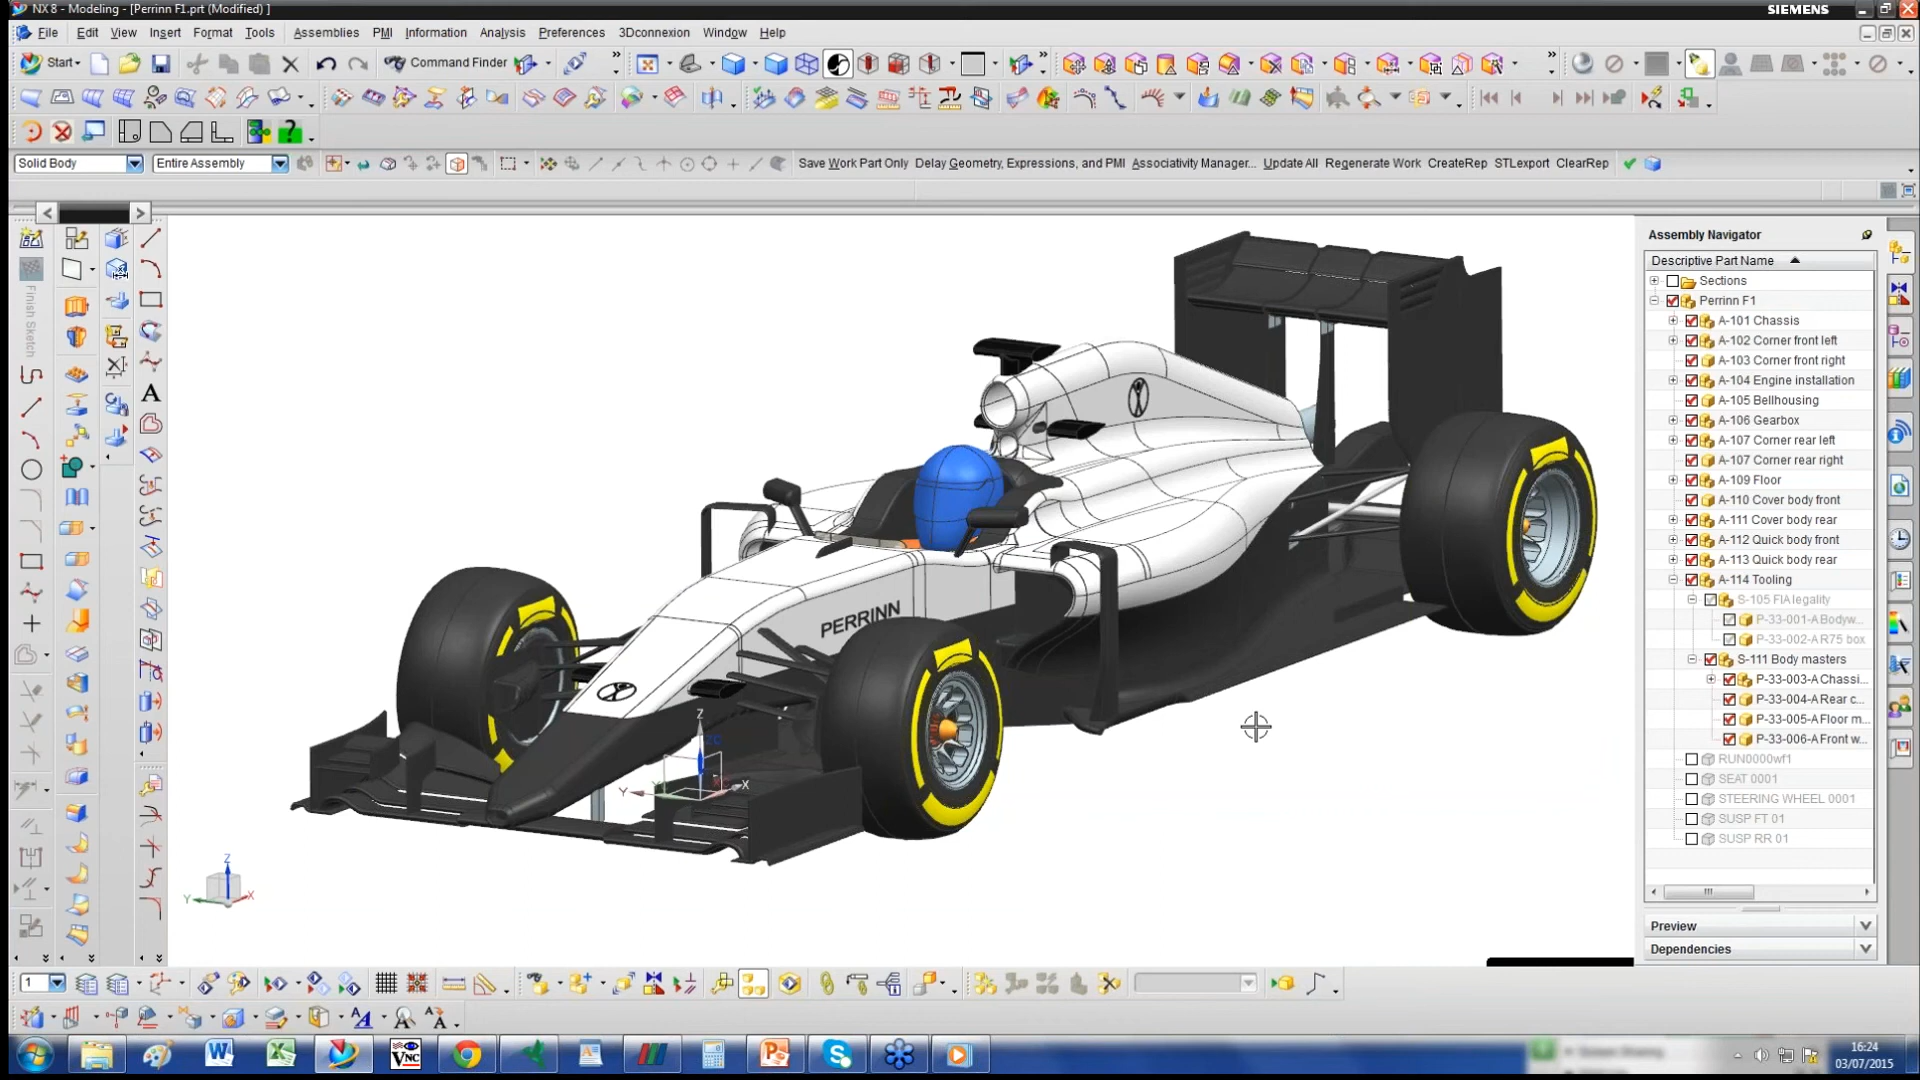 NX 8 - Modeling - [Perrinn F1.prt (Modified) ]
SIEMENS
File Edit View Insert Format Tools Assemblies PMI Information Analysis Preferences 3Dconnexion Window Help
Start
Command Finder
Solid Body
Entire Assembly
Save Work Part Only Delay Geometry, Expressions, and PMI Associativity Manager... Update All Regenerate Work CreateRep STLexport ClearRep
Finish Sketch
A
PERRINN
Z
Y
X
Z
Y
X
Assembly Navigator
Descriptive Part Name
Sections
Perrinn F1
A-101 Chassis
A-102 Corner front left
A-103 Corner front right
A-104 Engine installation
A-105 Bellhousing
A-106 Gearbox
A-107 Corner rear left
A-107 Corner rear right
A-109 Floor
A-110 Cover body front
A-111 Cover body rear
A-112 Quick body front
A-113 Quick body rear
A-114 Tooling
S-105 FIA legality
P-33-001-A Bodyw...
P-33-002-A R75 box
S-111 Body masters
P-33-003-A Chassi...
P-33-004-A Rear c...
P-33-005-A Floor m...
P-33-006-A Front w...
RUN0000wf1
SEAT 0001
STEERING WHEEL 0001
SUSP FT 01
SUSP RR 01
Preview
Dependencies
1
16:24
03/07/2015